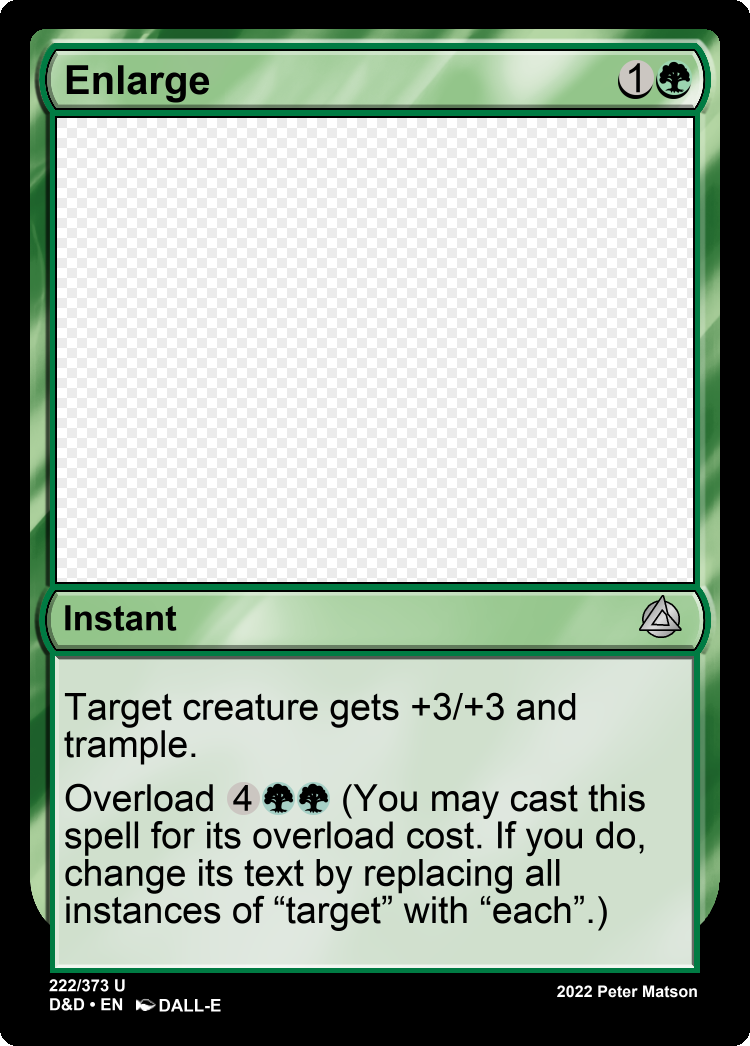 Enlarge 1
Instant
Target creature gets +3/+3 and
trample.
Overload 4 (You may cast this
spell for its overload cost. If you do,
change its text by replacing all
instances of “target” with “each”.)
222/373 U
D&D • EN DALL-E
2022 Peter Matson